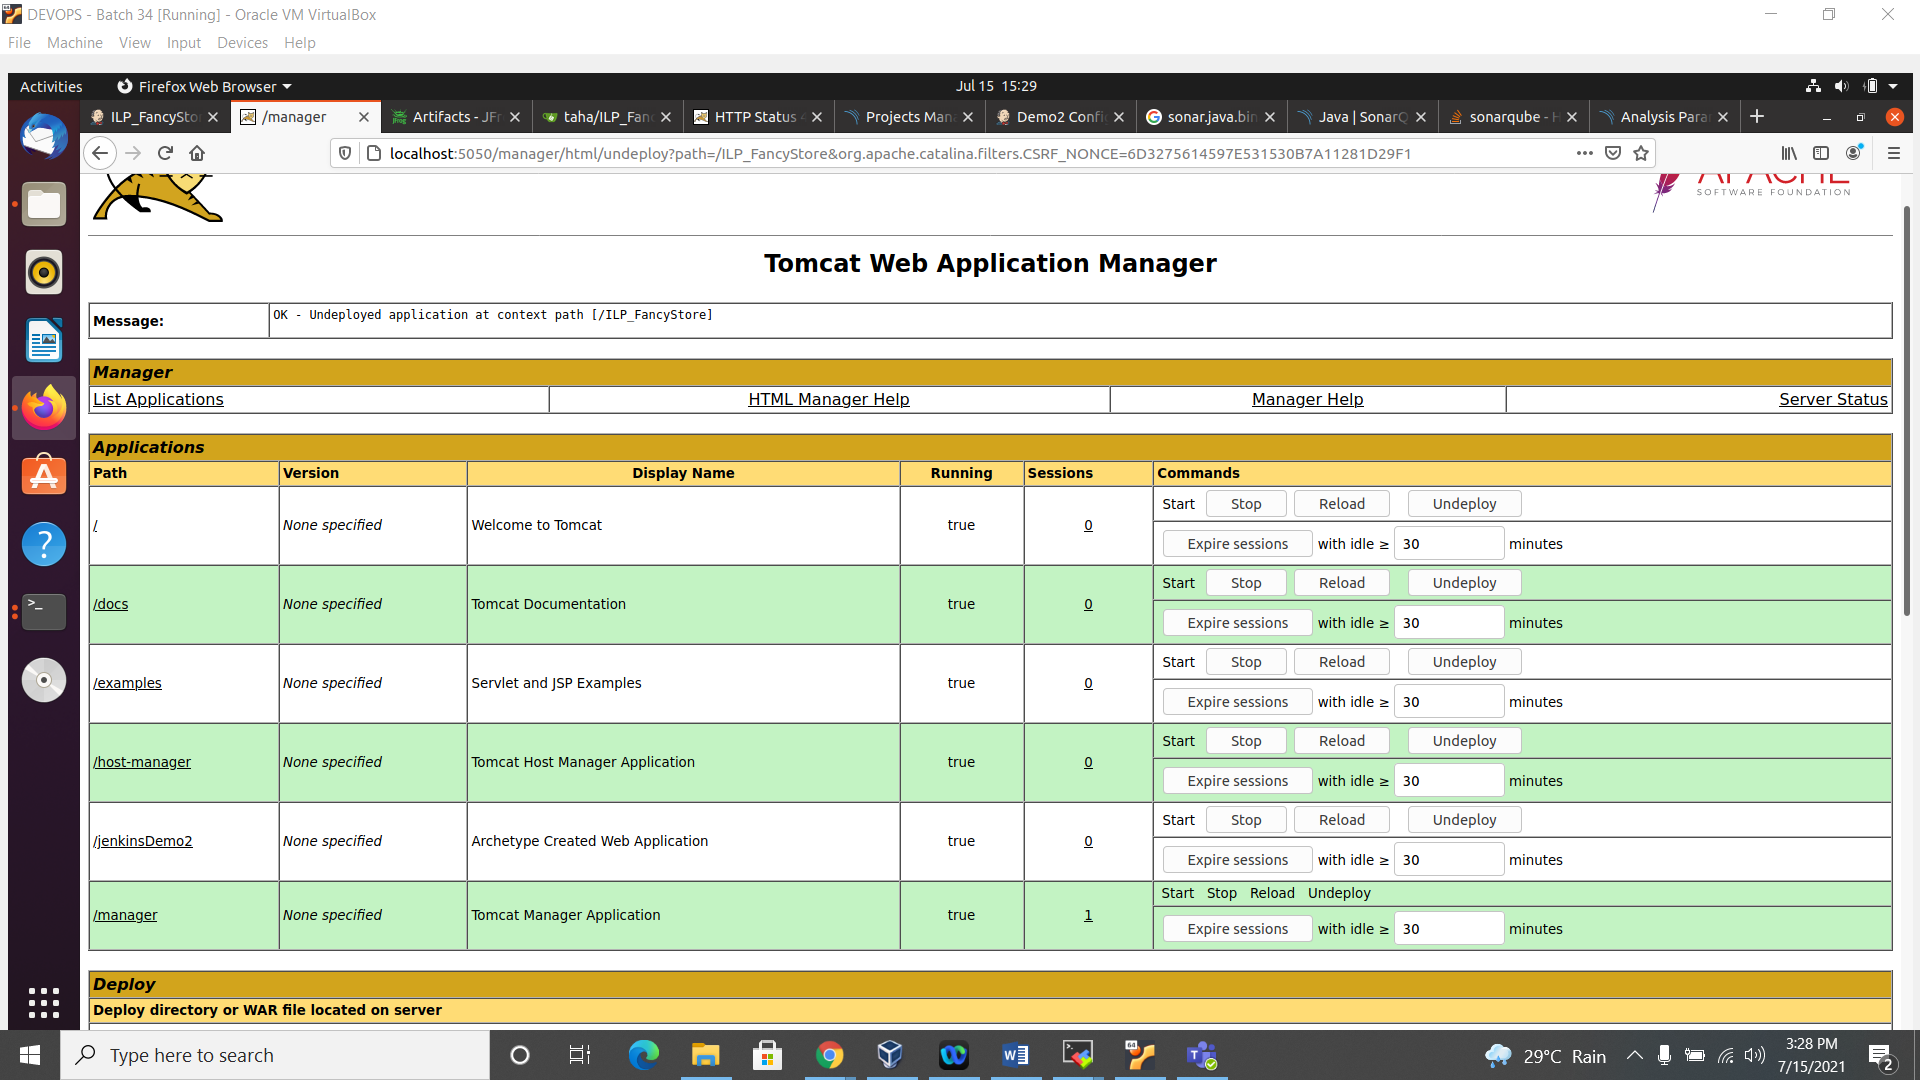 DEVOPS - Batch 34 [Running] - Oracle VM VirtualBox
File Machine View Input Devices Help
Activities Firefox Web Browser Jul 15 15:29
ILP_FancySto /manager Artifacts - JFr taha/ILP_Fan HTTP Status Projects Man Demo2 Confi sonar.java.bin Java | SonarQ sonarqube - Analysis Para
localhost:5050/manager/html/undeploy?path=/ILP_FancyStore&org.apache.catalina.filters.CSRF_NONCE=6D3275614597E531530B7A11281D29F1
APACHE
SOFTWARE FOUNDATION
Tomcat Web Application Manager
Message: OK - Undeployed application at context path [/ILP_FancyStore]
Manager
List Applications HTML Manager Help Manager Help Server Status
Applications
Path Version Display Name Running Sessions Commands
Start Stop Reload Undeploy
/ None specified Welcome to Tomcat true 0
Expire sessions with idle ≥ 30 minutes
Start Stop Reload Undeploy
/docs None specified Tomcat Documentation true 0
Expire sessions with idle ≥ 30 minutes
Start Stop Reload Undeploy
/examples None specified Servlet and JSP Examples true 0
Expire sessions with idle ≥ 30 minutes
Start Stop Reload Undeploy
/host-manager None specified Tomcat Host Manager Application true 0
Expire sessions with idle ≥ 30 minutes
Start Stop Reload Undeploy
/jenkinsDemo2 None specified Archetype Created Web Application true 0
Expire sessions with idle ≥ 30 minutes
Start Stop Reload Undeploy
/manager None specified Tomcat Manager Application true 1
Expire sessions with idle ≥ 30 minutes
Deploy
Deploy directory or WAR file located on server
Type here to search
29°C Rain
3:28 PM
7/15/2021
2